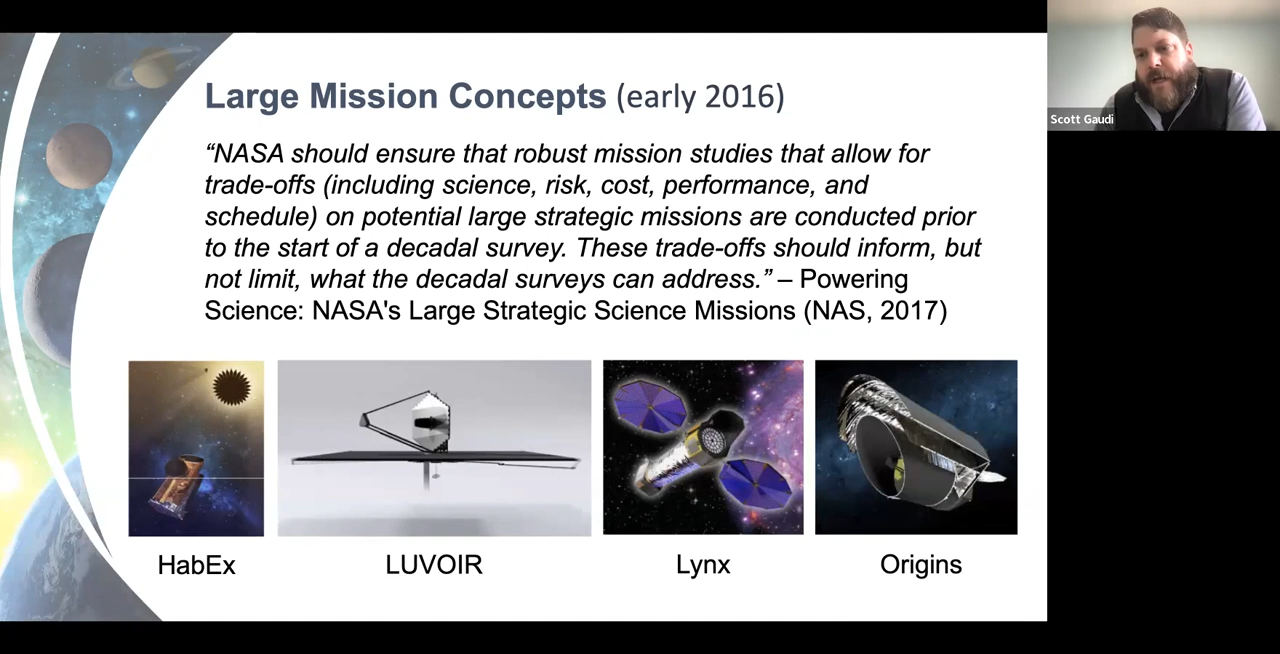 Large Mission Concepts (early 2016)
“NASA should ensure that robust mission studies that allow for
trade-offs (including science, risk, cost, performance, and
schedule) on potential large strategic missions are conducted prior
to the start of a decadal survey. These trade-offs should inform, but
not limit, what the decadal surveys can address.” – Powering
Science: NASA's Large Strategic Science Missions (NAS, 2017)
HabEx
LUVOIR
Lynx
Origins
Scott Gaudi